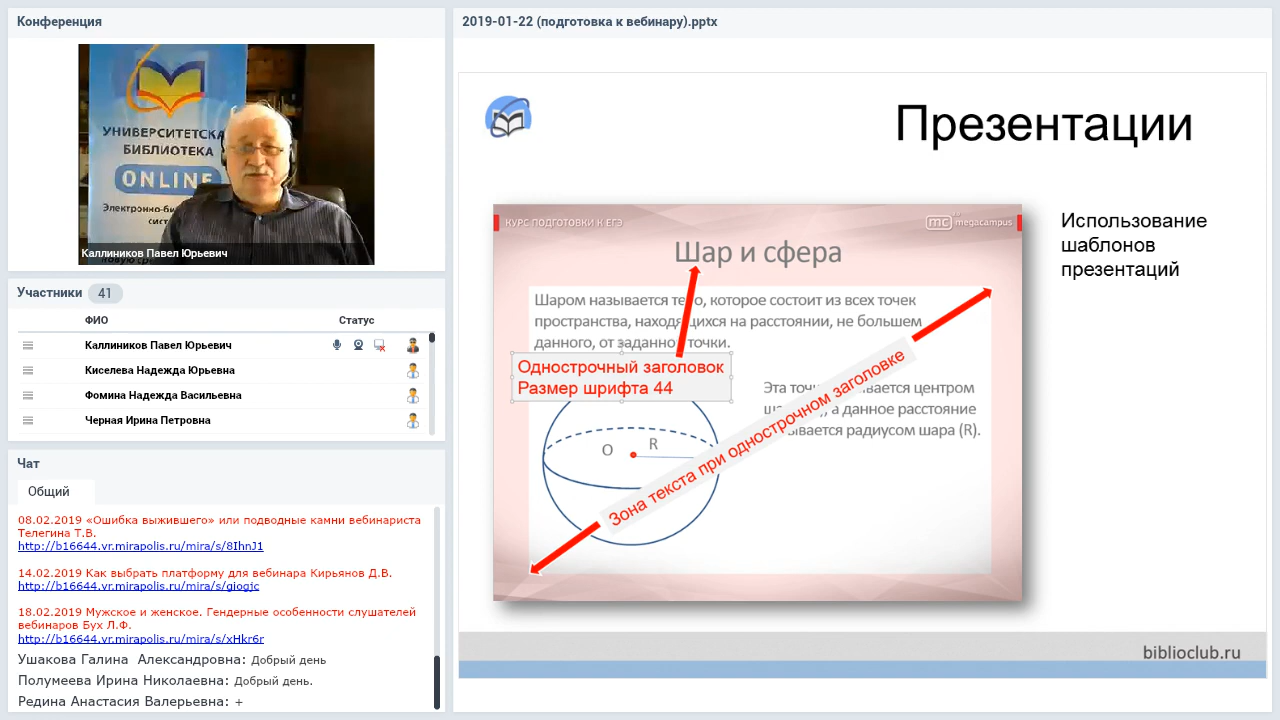 Конференция
УНИВЕРСИТЕТСКА
БИБЛИОТЕКА
ONLINE
Каллиников Павел Юрьевич
Участники 41
ФИО Статус
Каллиников Павел Юрьевич
Киселева Надежда Юрьевна
Фомина Надежда Васильевна
Черная Ирина Петровна
Чат
Общий
08.02.2019 «Ошибка выжившего» или подводные камни вебинариста
Телегина Т.В.
http://b16644.vr.mirapolis.ru/mira/s/8IhnJ1
14.02.2019 Как выбрать платформу для вебинара Кирьянов Д.В.
http://b16644.vr.mirapolis.ru/mira/s/giogjc
18.02.2019 Мужское и женское. Гендерные особенности слушателей
вебинаров Бух Л.Ф.
http://b16644.vr.mirapolis.ru/mira/s/xHkr6r
Ушакова Галина Александровна: Добрый день
Полумеева Ирина Николаевна: Добрый день.
Редина Анастасия Валерьевна: +
2019-01-22 (подготовка к вебинару).pptx
Презентации
КУРС ПОДГОТОВКИ К ЕГЭ
mc megacampus
Шар и сфера
Шаром называется тело, которое состоит из всех точек
пространства, находящихся на расстоянии, не большем
данного, от заданной точки.
Однострочный заголовок
Размер шрифта 44
Эта точка называется центром
а данное расстояние
называется радиусом шара (R).
O R
Зона текста при однострочном заголовке
Использование
шаблонов
презентаций
biblioclub.ru